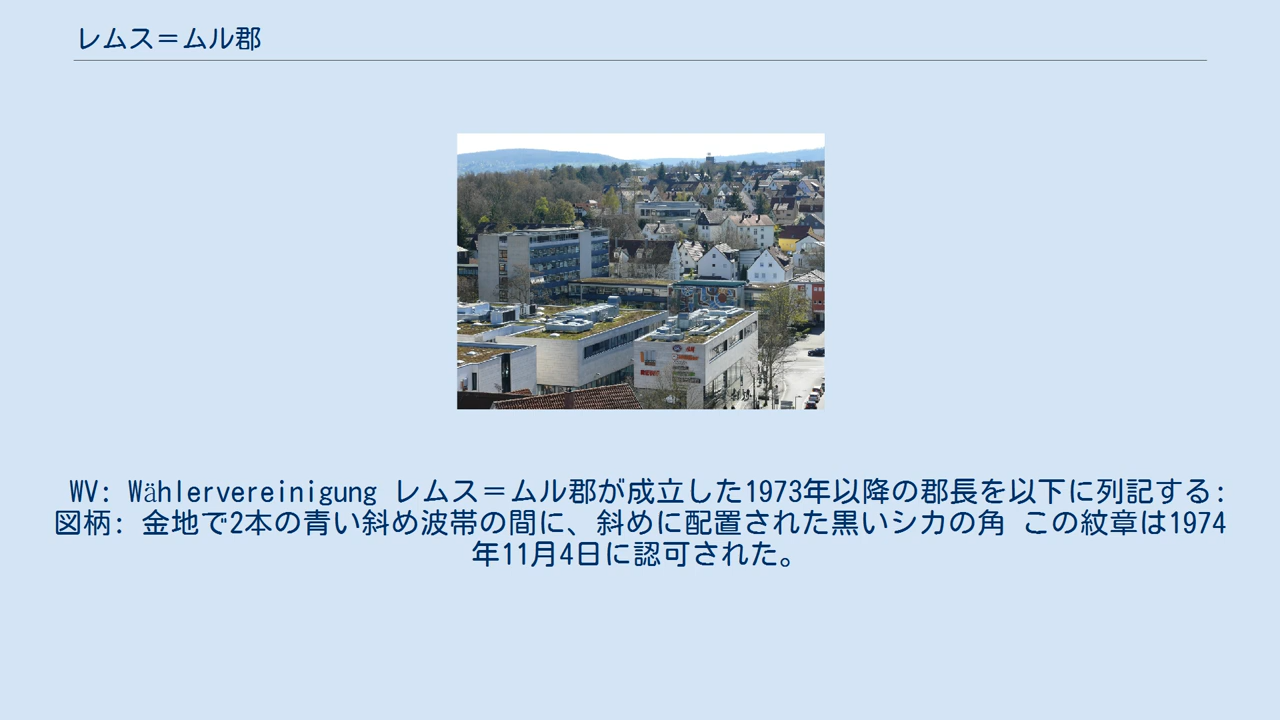 レムス＝ムル郡
REWE
WV: Wählervereinigung レムス＝ムル郡が成立した1973年以降の郡長を以下に列記する:
図柄: 金地で2本の青い斜め波帯の間に、斜めに配置された黒いシカの角 この紋章は1974
年11月4日に認可された。